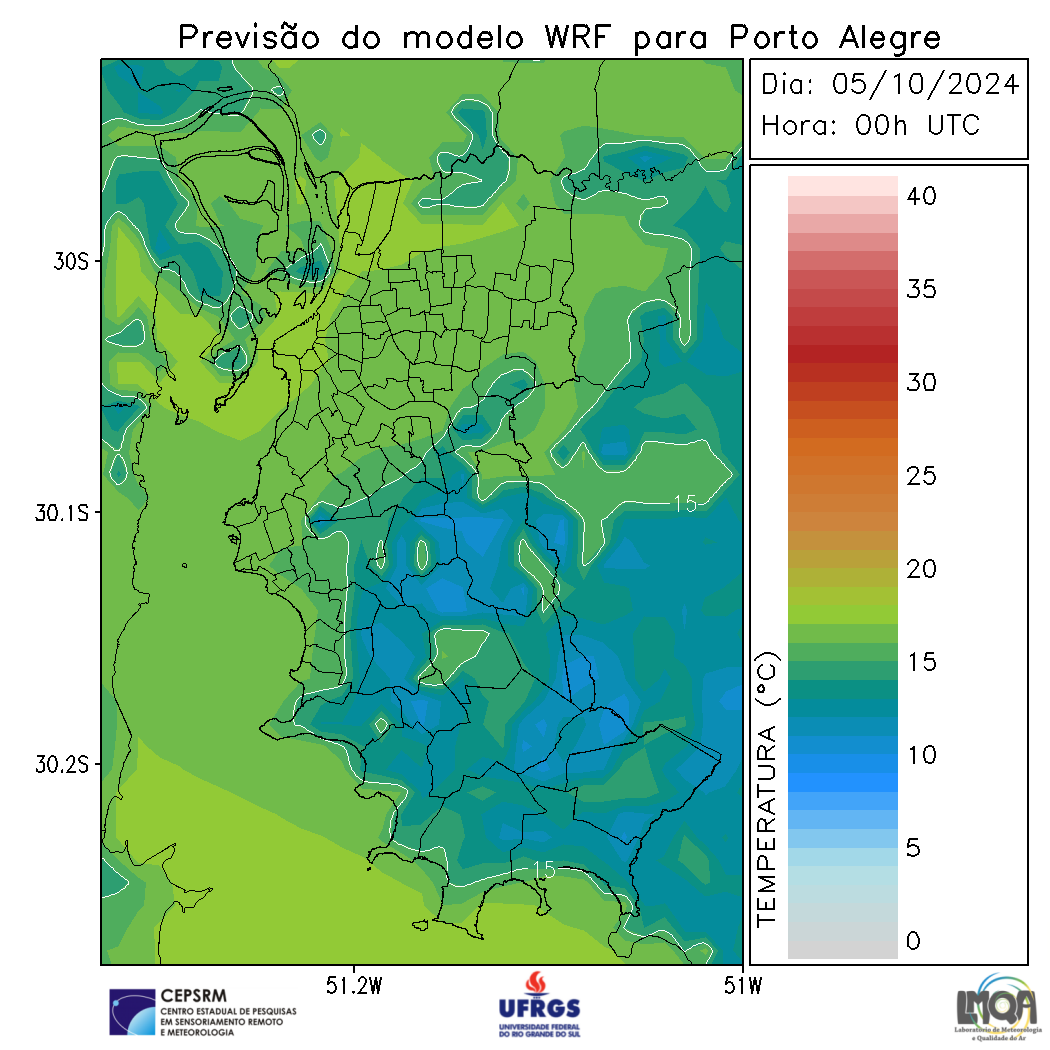 Previsão do modelo WRF para Porto Alegre
Dia: 05/10/2024
Hora: 00h UTC
40
35
30
25
20
15
10
5
0
TEMPERATURA (°C)
30S
30.1S
30.2S
15
15
51.2W
51W
CEPSRM
CENTRO ESTADUAL DE PESQUISAS
EM SENSORIAMENTO REMOTO
E METEOROLOGIA
UFRGS
UNIVERSIDADE FEDERAL
DO RIO GRANDE DO SUL
LMQA
Laboratório de Meteorologia
e Qualidade do Ar